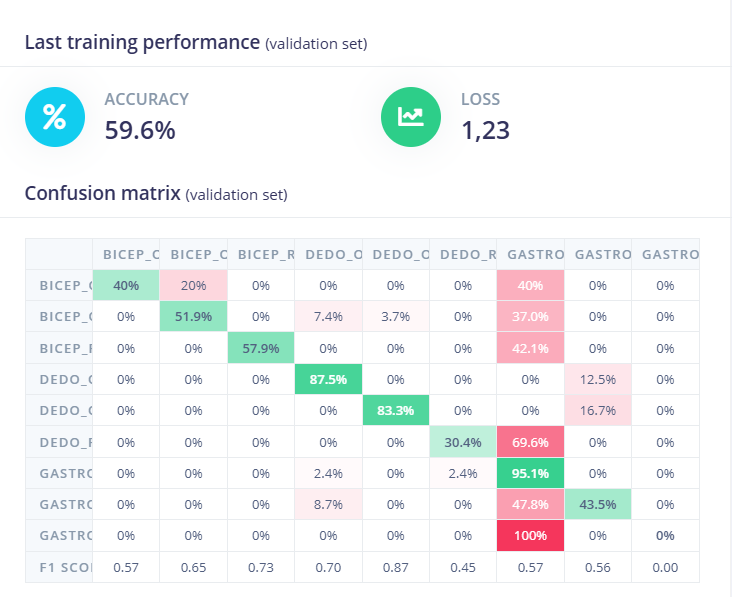 Last training performance (validation set)
ACCURACY
59.6%
LOSS
1,23
Confusion matrix (validation set)
BICEP_C BICEP_C BICEP_R DEDO_C DEDO_C DEDO_R GASTRO GASTRO GASTRO
BICEP_C 40% 20% 0% 0% 0% 0% 40% 0% 0%
BICEP_C 0% 51.9% 0% 7.4% 3.7% 0% 37.0% 0% 0%
BICEP_R 0% 0% 57.9% 0% 0% 0% 42.1% 0% 0%
DEDO_C 0% 0% 0% 87.5% 0% 0% 0% 12.5% 0%
DEDO_C 0% 0% 0% 0% 83.3% 0% 0% 16.7% 0%
DEDO_R 0% 0% 0% 0% 0% 30.4% 69.6% 0% 0%
GASTRO 0% 0% 0% 2.4% 0% 2.4% 95.1% 0% 0%
GASTRO 0% 0% 0% 8.7% 0% 0% 47.8% 43.5% 0%
GASTRO 0% 0% 0% 0% 0% 0% 100% 0% 0%
F1 SCO 0.57 0.65 0.73 0.70 0.87 0.45 0.57 0.56 0.00